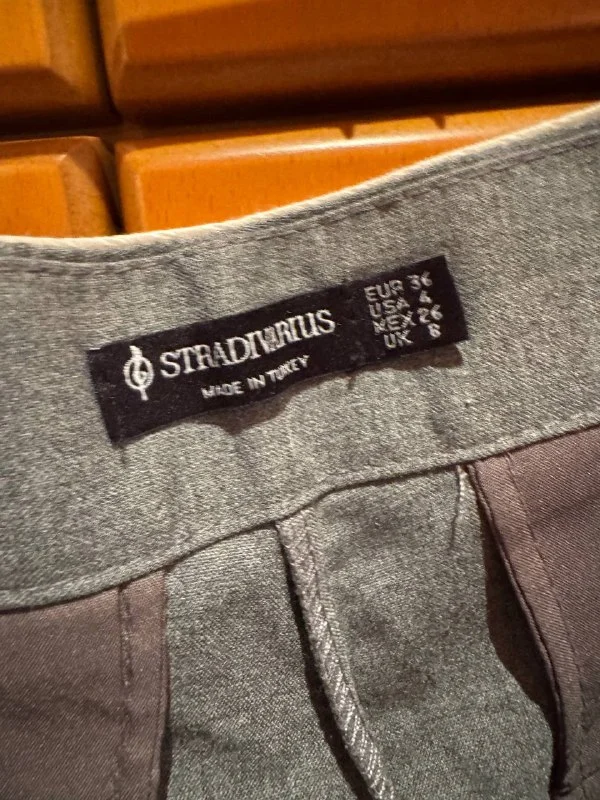 STRADIVARIUS
MADE IN TURKEY
EUR 36
USA 4
MEX 26
UK 8